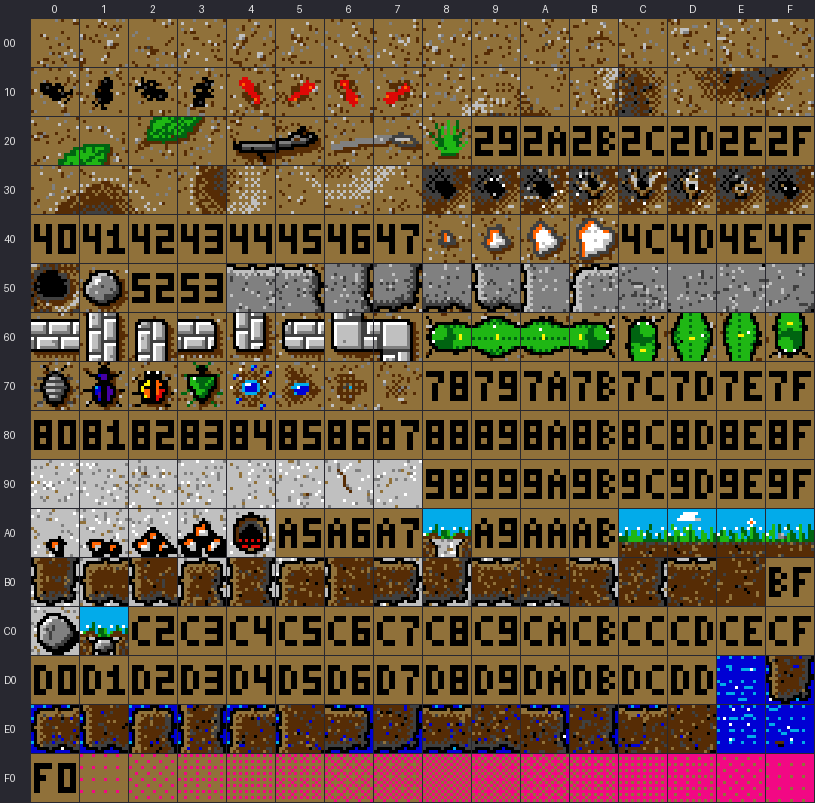 0 1 2 3 4 5 6 7 8 9 A B C D E F
00
10
20 29 2A 2B 2C 2D 2E 2F
30
40 40 41 42 43 44 45 46 47 4C 4D 4E 4F
50 52 53
60
70 78 79 7A 7B 7C 7D 7E 7F
80 80 81 82 83 84 85 86 87 88 89 8A 8B 8C 8D 8E 8F
90 98 99 9A 9B 9C 9D 9E 9F
A0 A5 A6 A7 A9 AA AB
B0 BF
C0 C2 C3 C4 C5 C6 C7 C8 C9 CA CB CC CD CE CF
D0 D0 D1 D2 D3 D4 D5 D6 D7 D8 D9 DA DB DC DD
E0
F0 F0